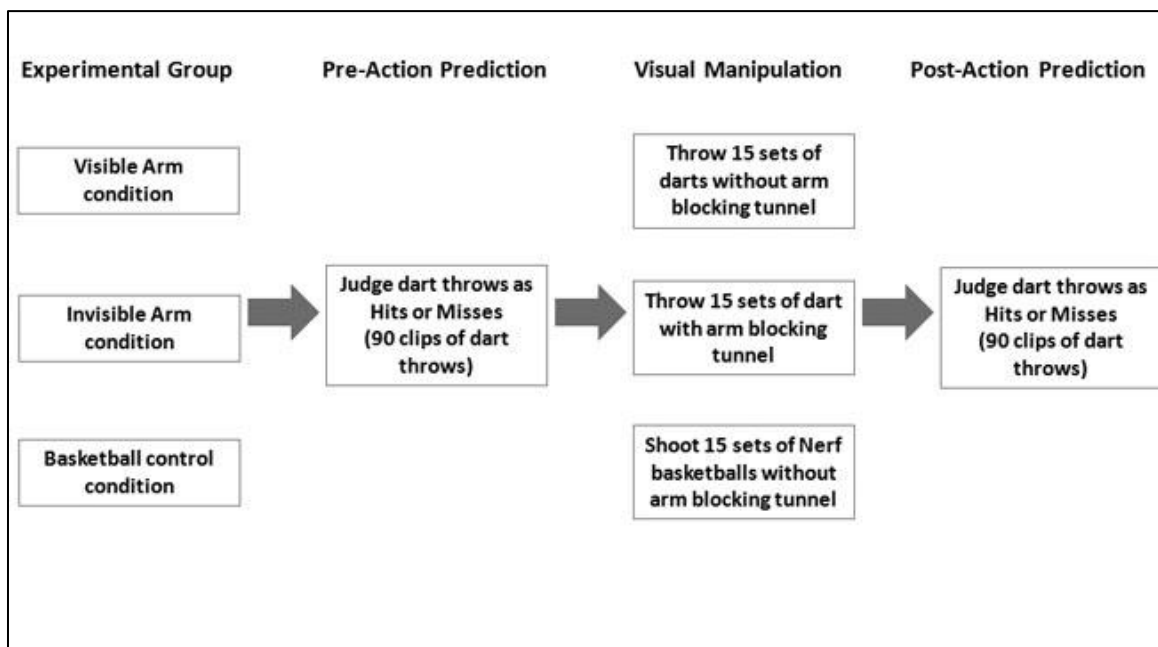 Experimental Group
Pre-Action Prediction
Visual Manipulation
Post-Action Prediction
Visible Arm
condition
Throw 15 sets of
darts without arm
blocking tunnel
Invisible Arm
condition
Judge dart throws as
Hits or Misses
(90 clips of dart
throws)
Throw 15 sets of dart
with arm blocking
tunnel
Judge dart throws as
Hits or Misses
(90 clips of dart
throws)
Basketball control
condition
Shoot 15 sets of Nerf
basketballs without
arm blocking tunnel